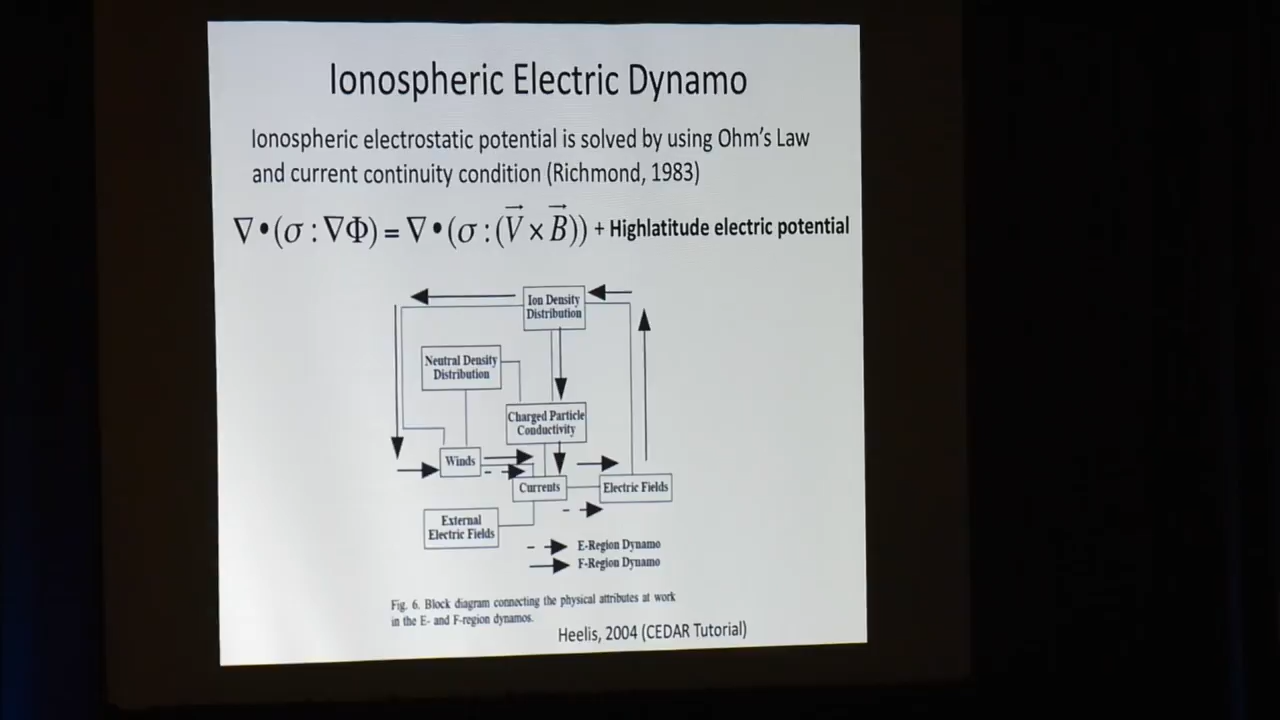 Ionospheric Electric Dynamo
Ionospheric electrostatic potential is solved by using Ohm's Law
and current continuity condition (Richmond, 1983)
∇•(σ:∇Φ) = ∇•(σ:(V⃗×B⃗)) + Highlatitude electric potential
Ion Density
Distribution
Neutral Density
Distribution
Charged Particle
Conductivity
Winds
Currents
Electric Fields
External
Electric Fields
E-Region Dynamo
F-Region Dynamo
Fig. 6. Block diagram connecting the physical attributes at work
in the E- and F-region dynamos.
Heelis, 2004 (CEDAR Tutorial)